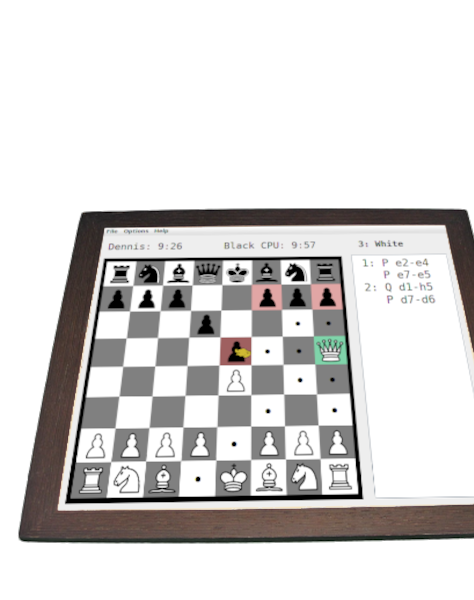 File Options Help
Dennis: 9:26 Black CPU: 9:57 3: White
1: P e2-e4
P e7-e5
2: Q d1-h5
P d7-d6